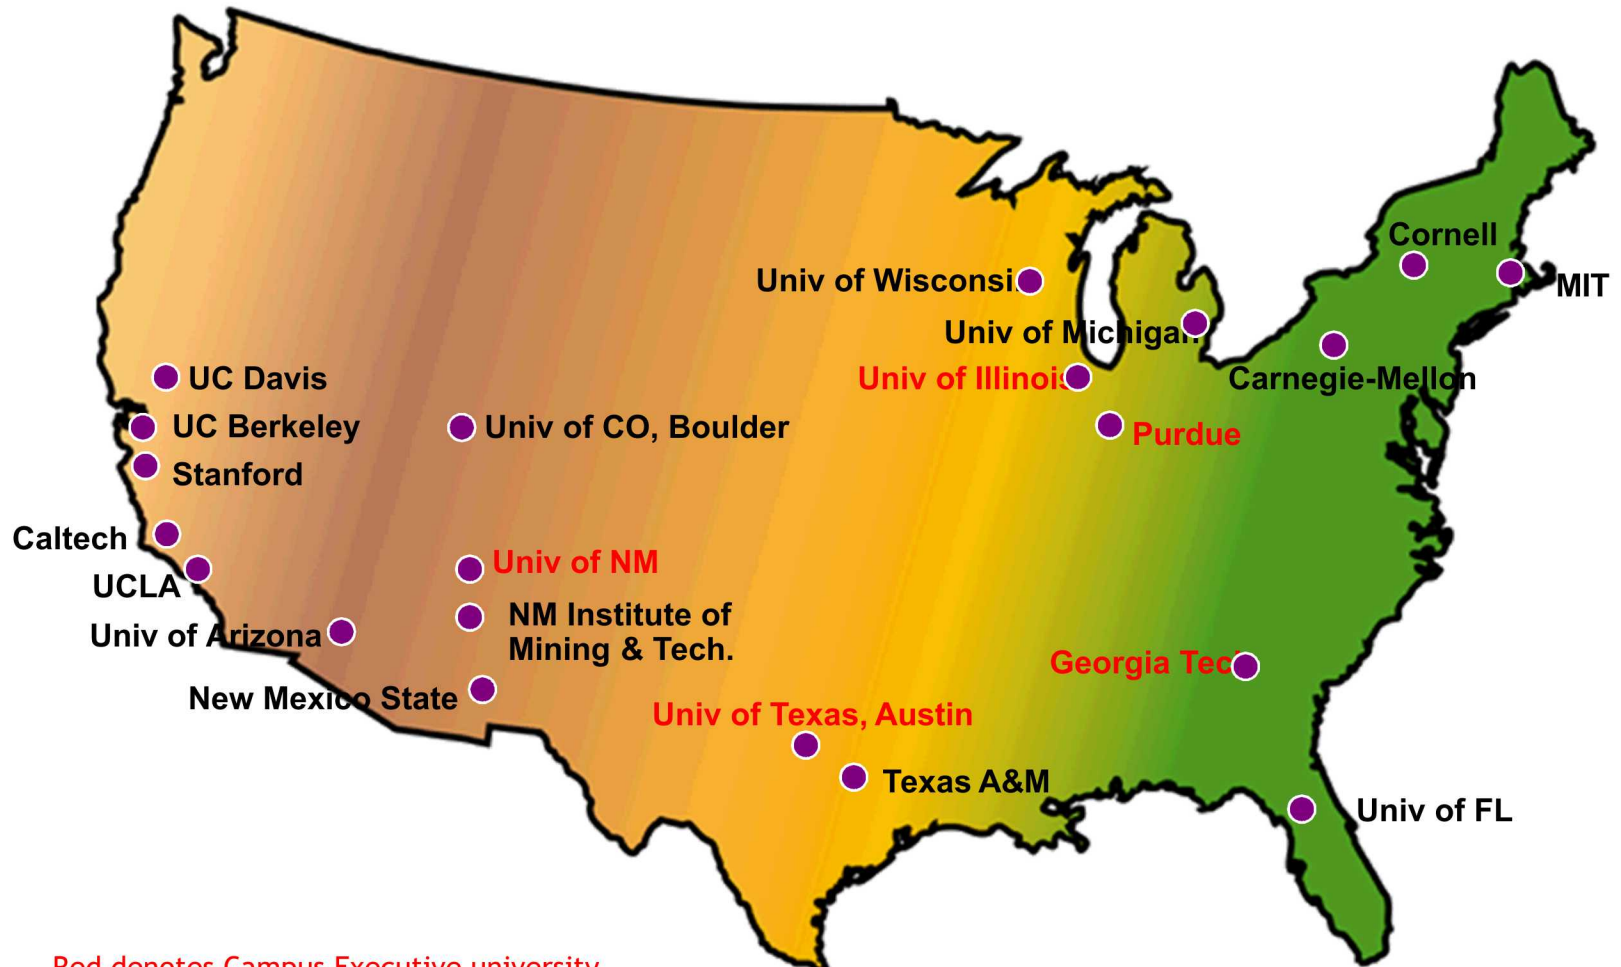 Cornell
MIT
Univ of Wisconsi
Univ of Michigan
UC Davis
Univ of Illinois
Carnegie-Mellon
UC Berkeley
Univ of CO, Boulder
Purdue
Stanford
Caltech
Univ of NM
UCLA
NM Institute of
Mining & Tech.
Univ of Arizona
Georgia Tech
New Mexico State
Univ of Texas, Austin
Texas A&M
Univ of FL
Red denotes Campus Executive university